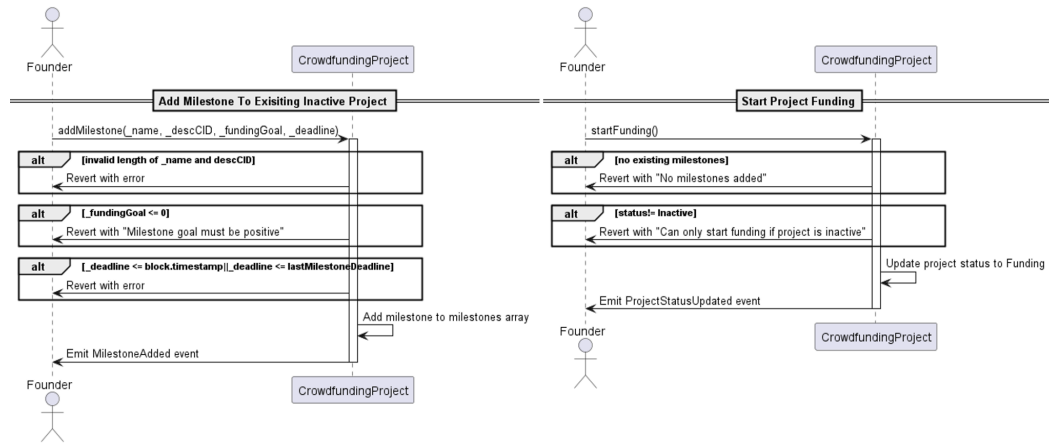 Founder
CrowdfundingProject
Add Milestone To Exisiting Inactive Project
addMilestone(_name, _descCID, _fundingGoal, _deadline)
alt [invalid length of _name and descCID]
Revert with error
alt [_fundingGoal <= 0]
Revert with "Milestone goal must be positive"
alt [_deadline <= block.timestamp||_deadline <= lastMilestoneDeadline]
Revert with error
Add milestone to milestones array
Emit MilestoneAdded event
Founder
CrowdfundingProject
Founder
CrowdfundingProject
Start Project Funding
startFunding()
alt [no existing milestones]
Revert with "No milestones added"
alt [status!= Inactive]
Revert with "Can only start funding if project is inactive"
Update project status to Funding
Emit ProjectStatusUpdated event
Founder
CrowdfundingProject